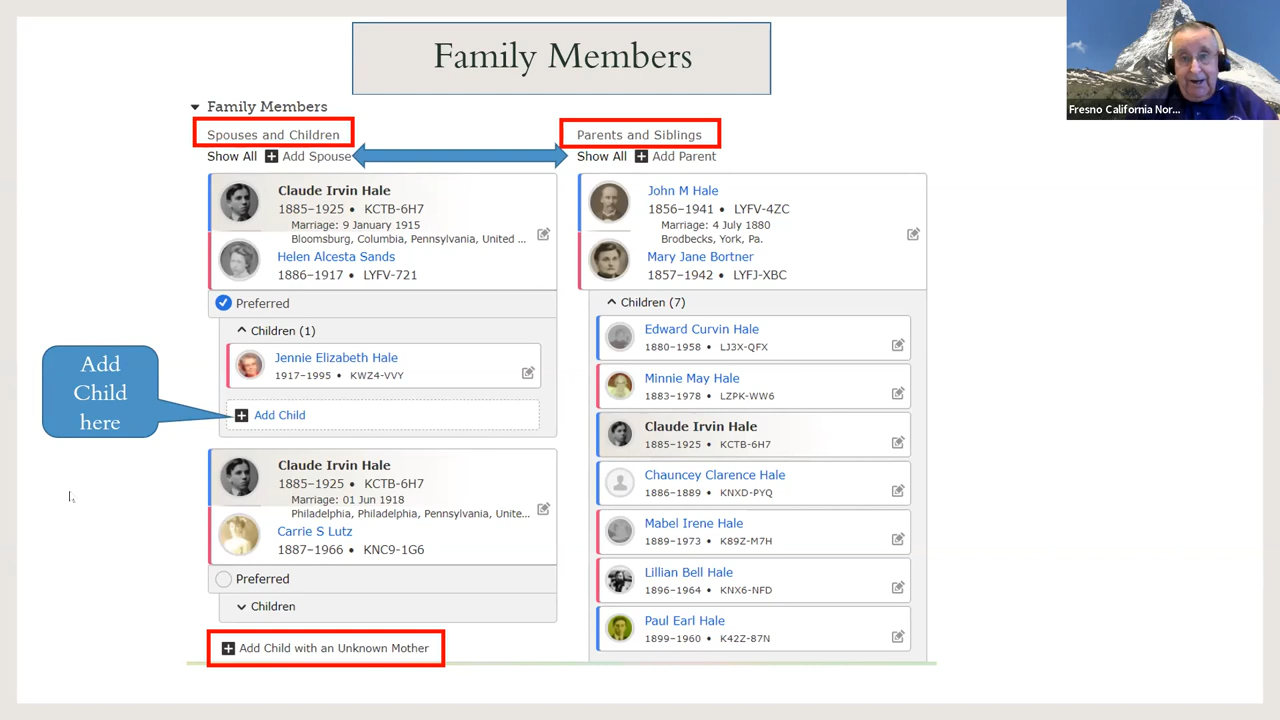 Family Members
Fresno California Nor...
Family Members
Spouses and Children
Show All Add Spouse
Claude Irvin Hale
1885–1925 • KCTB-6H7
Marriage: 9 January 1915
Bloomsburg, Columbia, Pennsylvania, United ...
Helen Alcesta Sands
1886–1917 • LYFV-721
Preferred
Children (1)
Jennie Elizabeth Hale
1917–1995 • KWZ4-VVY
Add Child
Add
Child
here
Claude Irvin Hale
1885–1925 • KCTB-6H7
Marriage: 01 Jun 1918
Philadelphia, Philadelphia, Pennsylvania, Unite...
Carrie S Lutz
1887–1966 • KNC9-1G6
Preferred
Children
Add Child with an Unknown Mother
Parents and Siblings
Show All Add Parent
John M Hale
1856–1941 • LYFV-4ZC
Marriage: 4 July 1880
Brodbecks, York, Pa.
Mary Jane Bortner
1857–1942 • LYFJ-XBC
Children (7)
Edward Curvin Hale
1880–1958 • LJ3X-QFX
Minnie May Hale
1883–1978 • LZPK-WW6
Claude Irvin Hale
1885–1925 • KCTB-6H7
Chauncey Clarence Hale
1886–1889 • KNXD-PYQ
Mabel Irene Hale
1889–1973 • K89Z-M7H
Lillian Bell Hale
1896–1964 • KNX6-NFD
Paul Earl Hale
1899–1960 • K42Z-87N